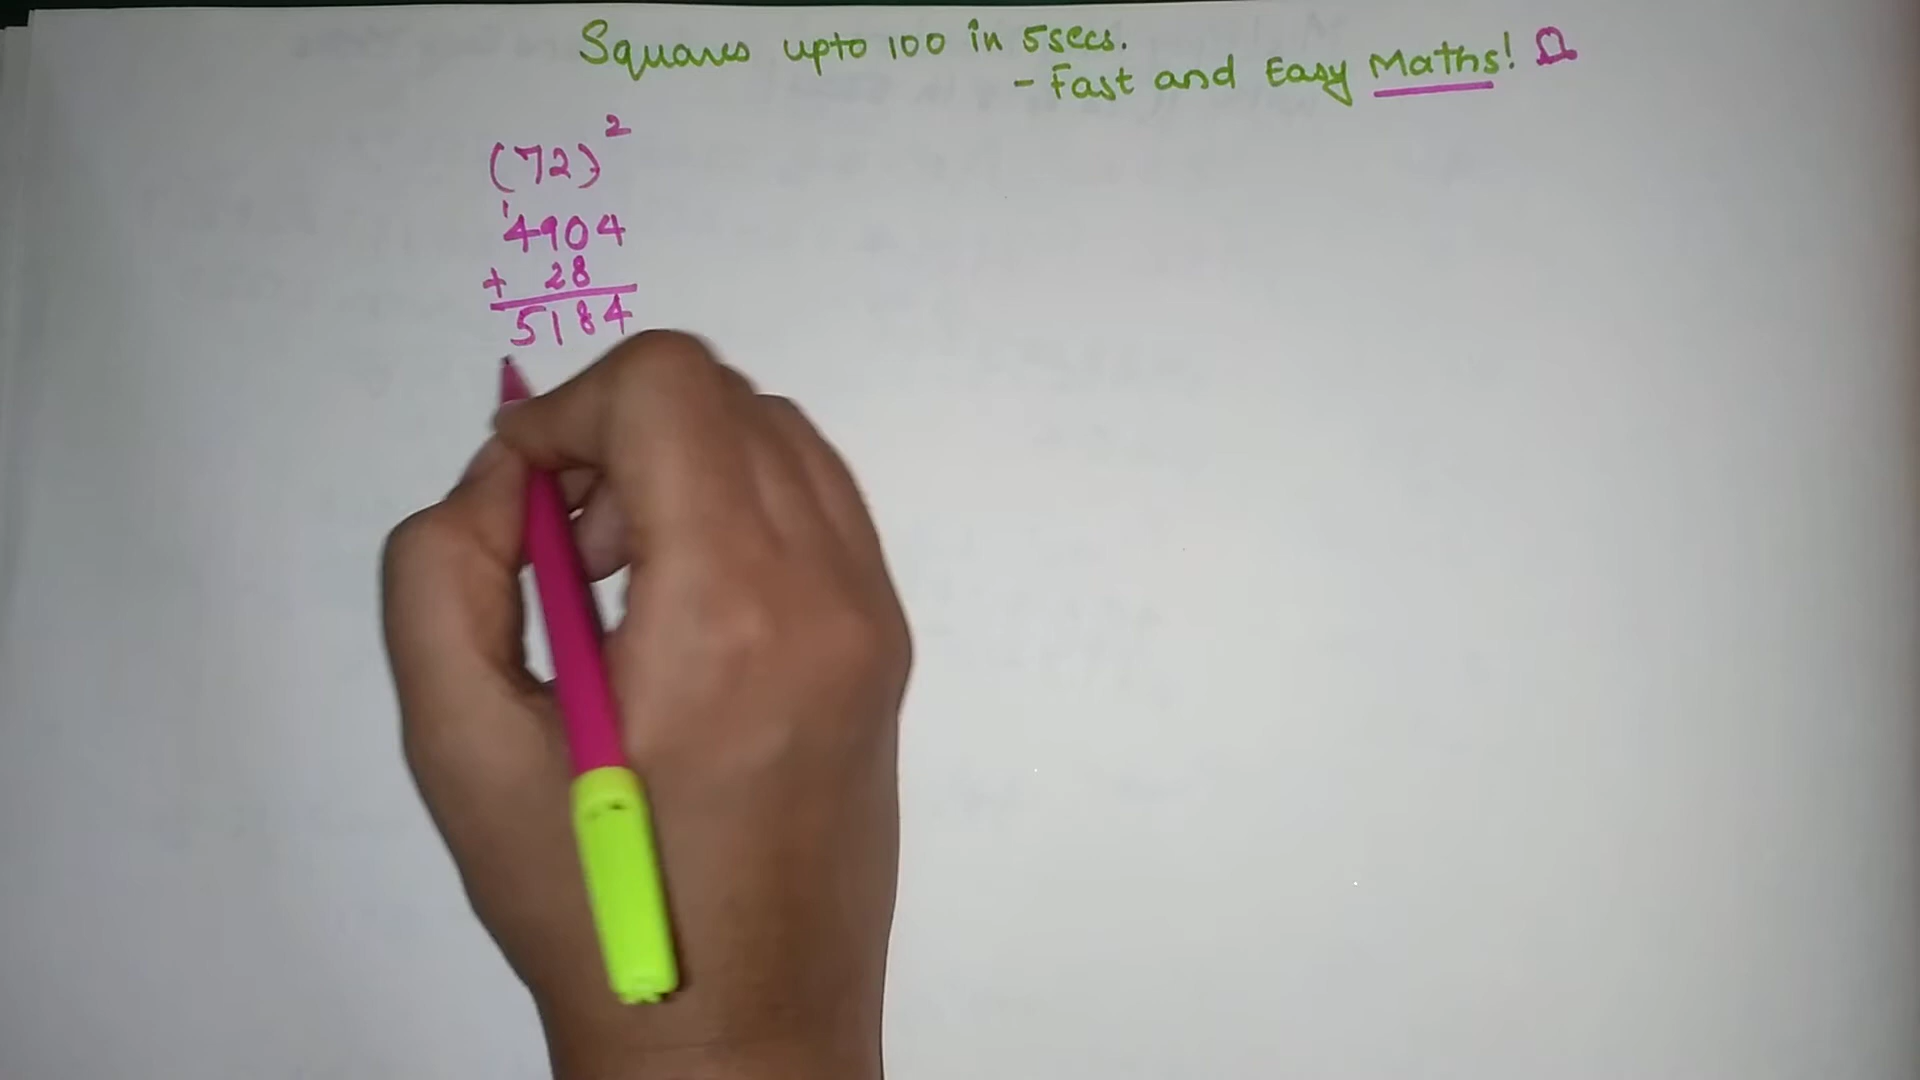 Squares upto 100 in 5secs.
- Fast and Easy Maths! Ω
(72)²
¹4904
+ 28
5184